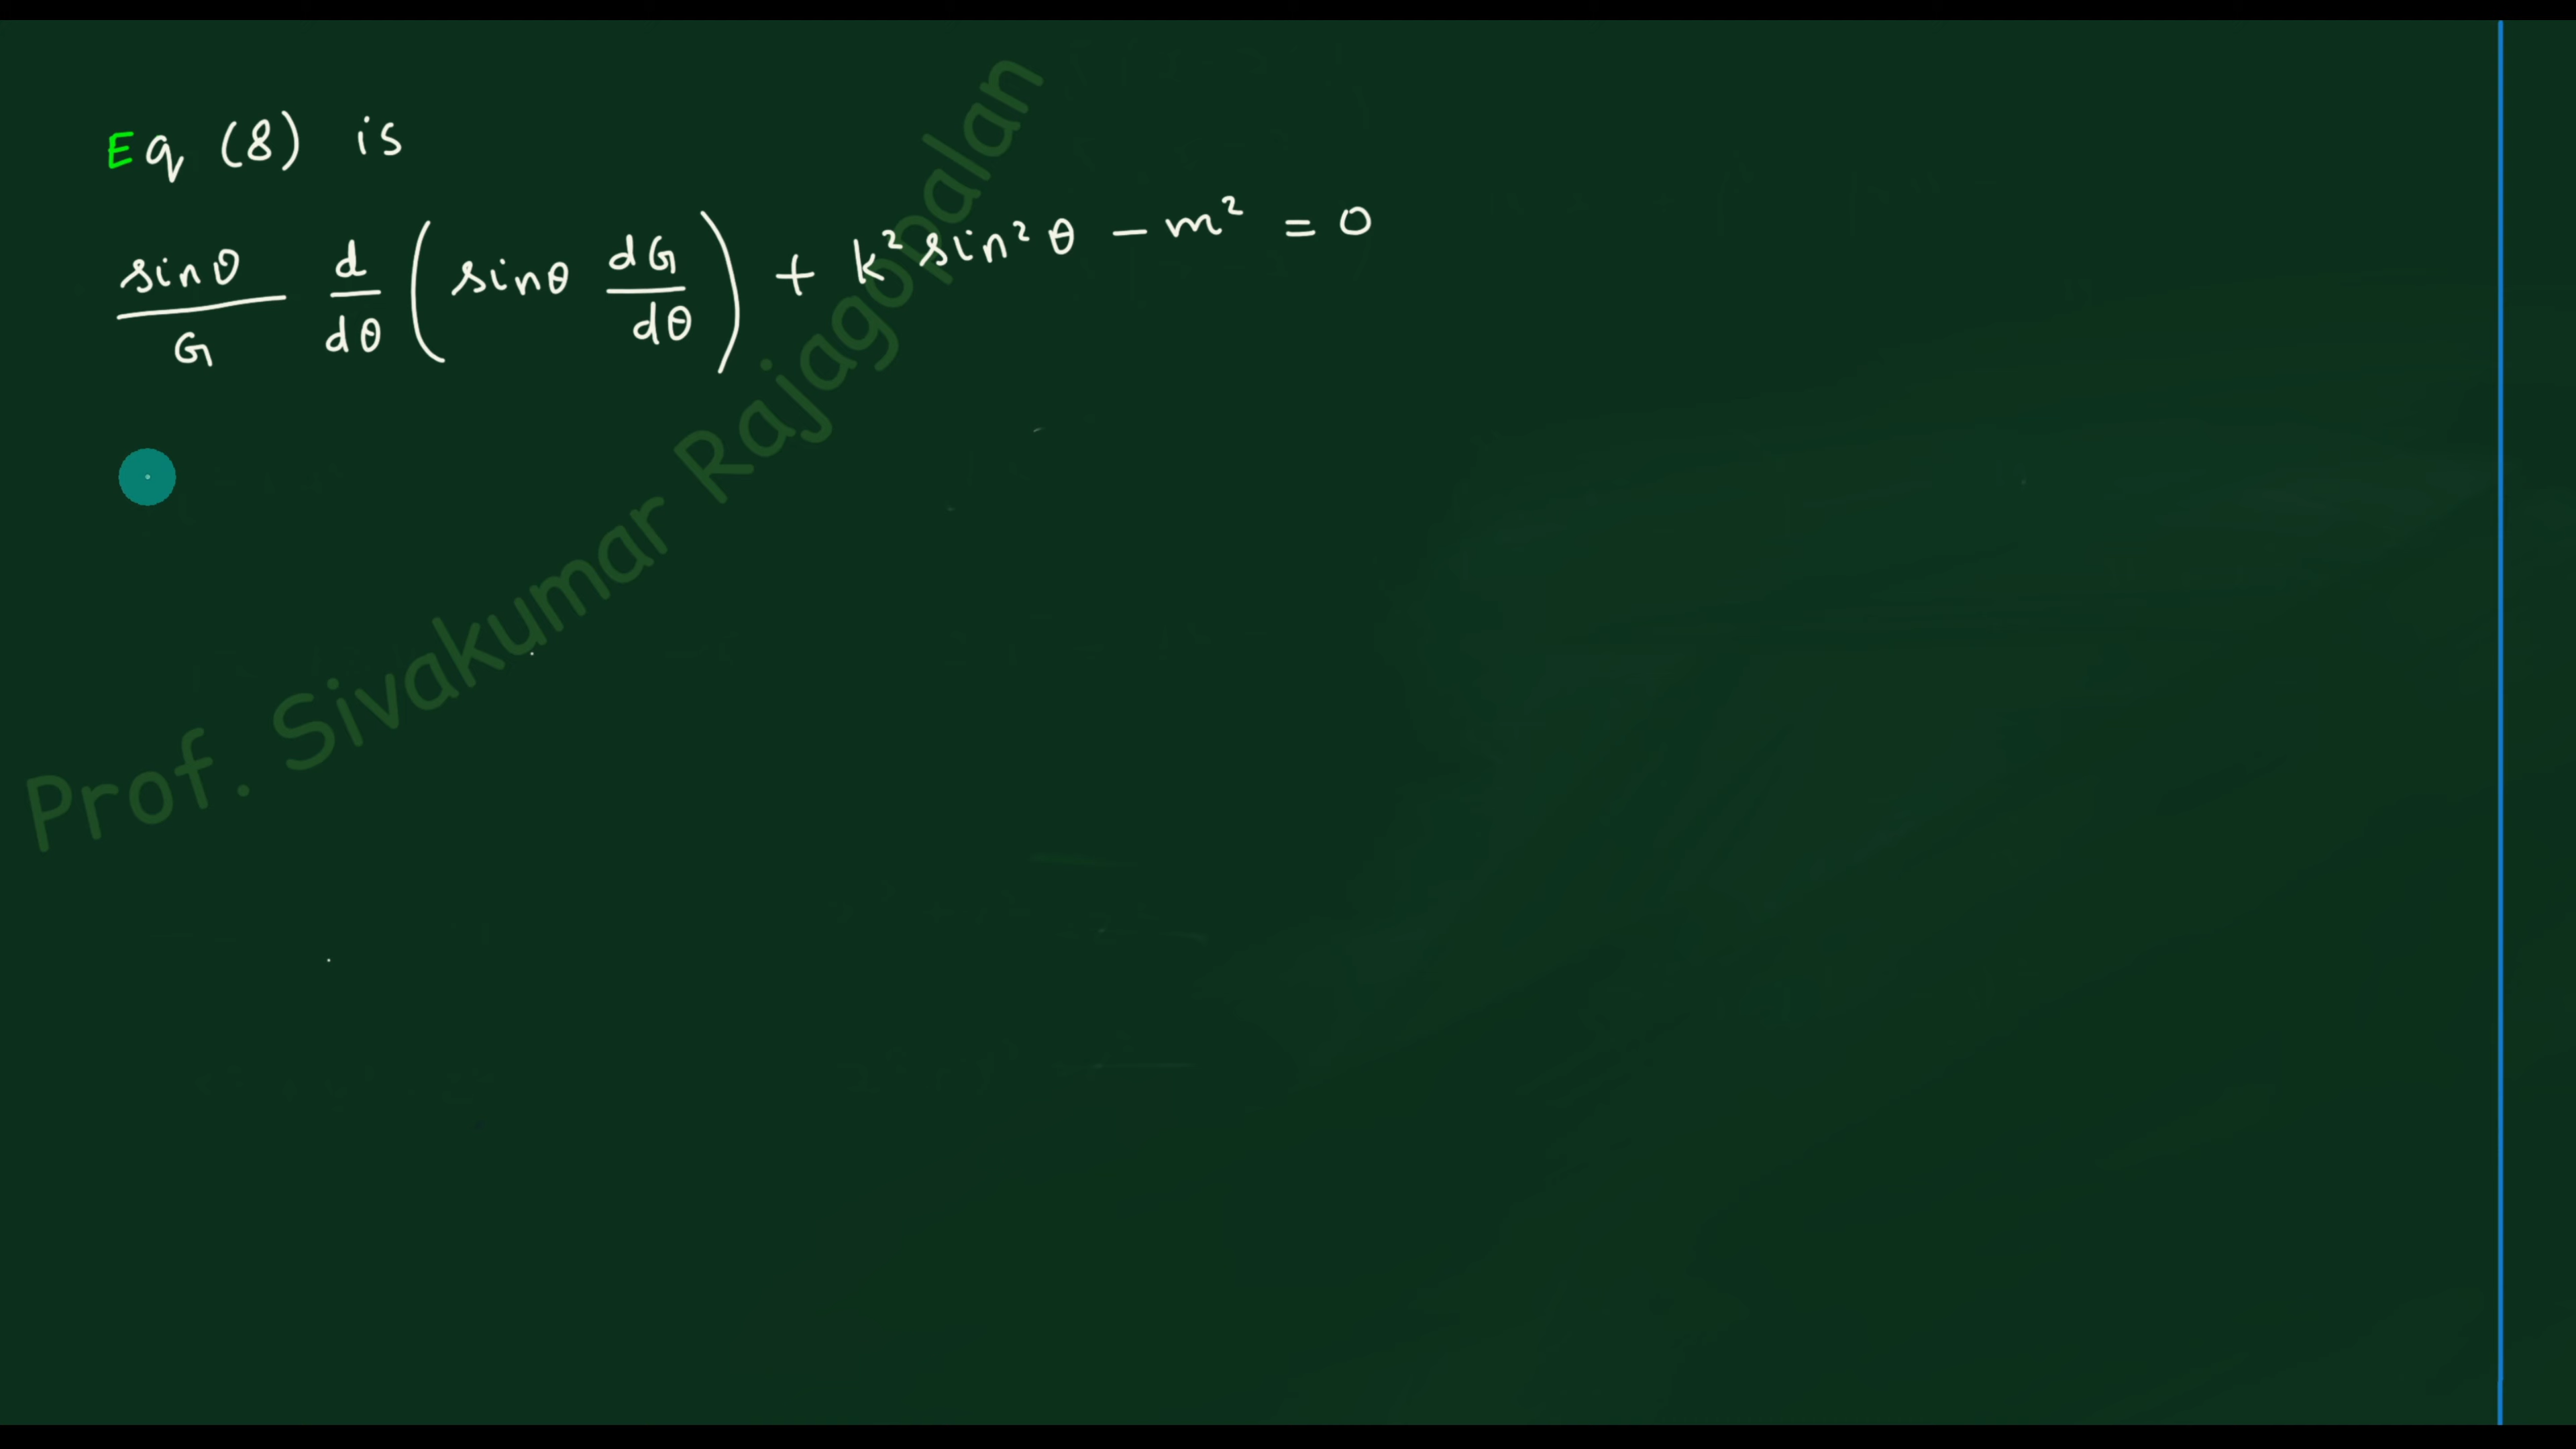 Eq (8) is
sinθ/G d/dθ (sinθ dG/dθ) + k² sin²θ − m² = 0
Prof. Sivakumar Rajagopalan